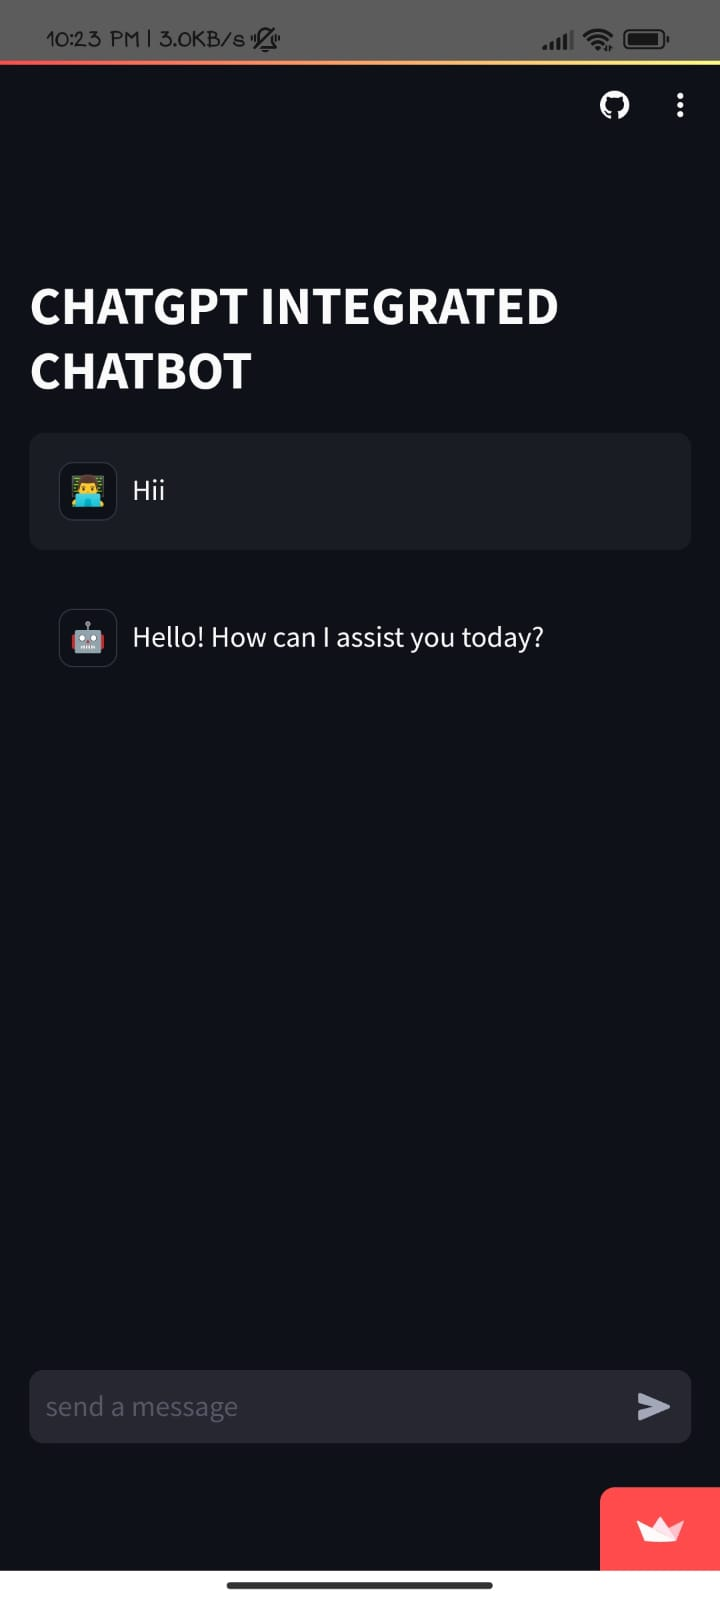 10:23 PM | 3.0KB/s
CHATGPT INTEGRATED
CHATBOT
Hii
Hello! How can I assist you today?
send a message